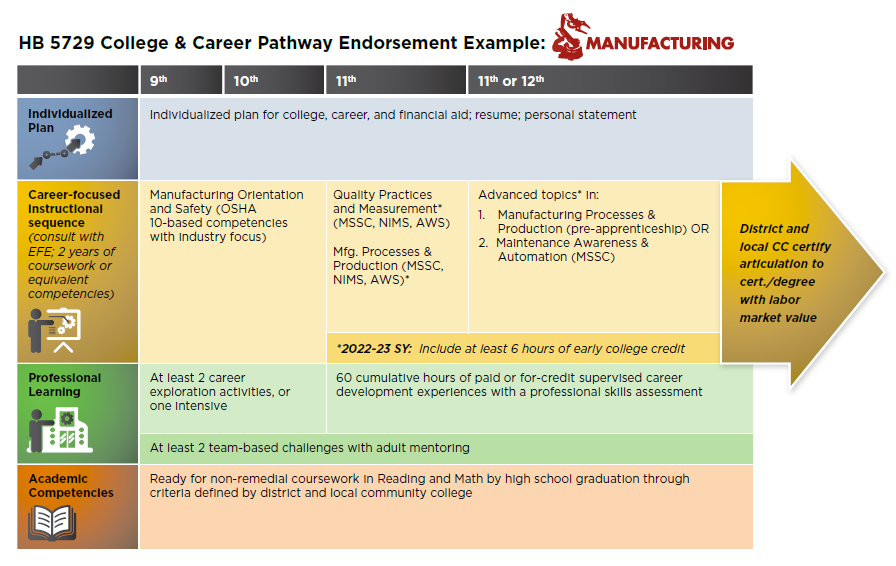 HB 5729 College & Career Pathway Endorsement Example:
MANUFACTURING
9th
10th
11th
11th or 12th
Individualized
Plan
Individualized plan for college, career, and financial aid; resume; personal statement
Career-focused
instructional
sequence
(consult with
EFE; 2 years of
coursework or
equivalent
competencies)
Manufacturing Orientation
and Safety (OSHA
10-based competencies
with industry focus)
Quality Practices
and Measurement*
(MSSC, NIMS, AWS)
Mfg. Processes &
Production (MSSC,
NIMS, AWS)*
Advanced topics* in:
1. Manufacturing Processes &
Production (pre-apprenticeship) OR
2. Maintenance Awareness &
Automation (MSSC)
*2022-23 SY: Include at least 6 hours of early college credit
District and
local CC certify
articulation to
cert./degree
with labor
market value
Professional
Learning
At least 2 career
exploration activities, or
one intensive
60 cumulative hours of paid or for-credit supervised career
development experiences with a professional skills assessment
At least 2 team-based challenges with adult mentoring
Academic
Competencies
Ready for non-remedial coursework in Reading and Math by high school graduation through
criteria defined by district and local community college